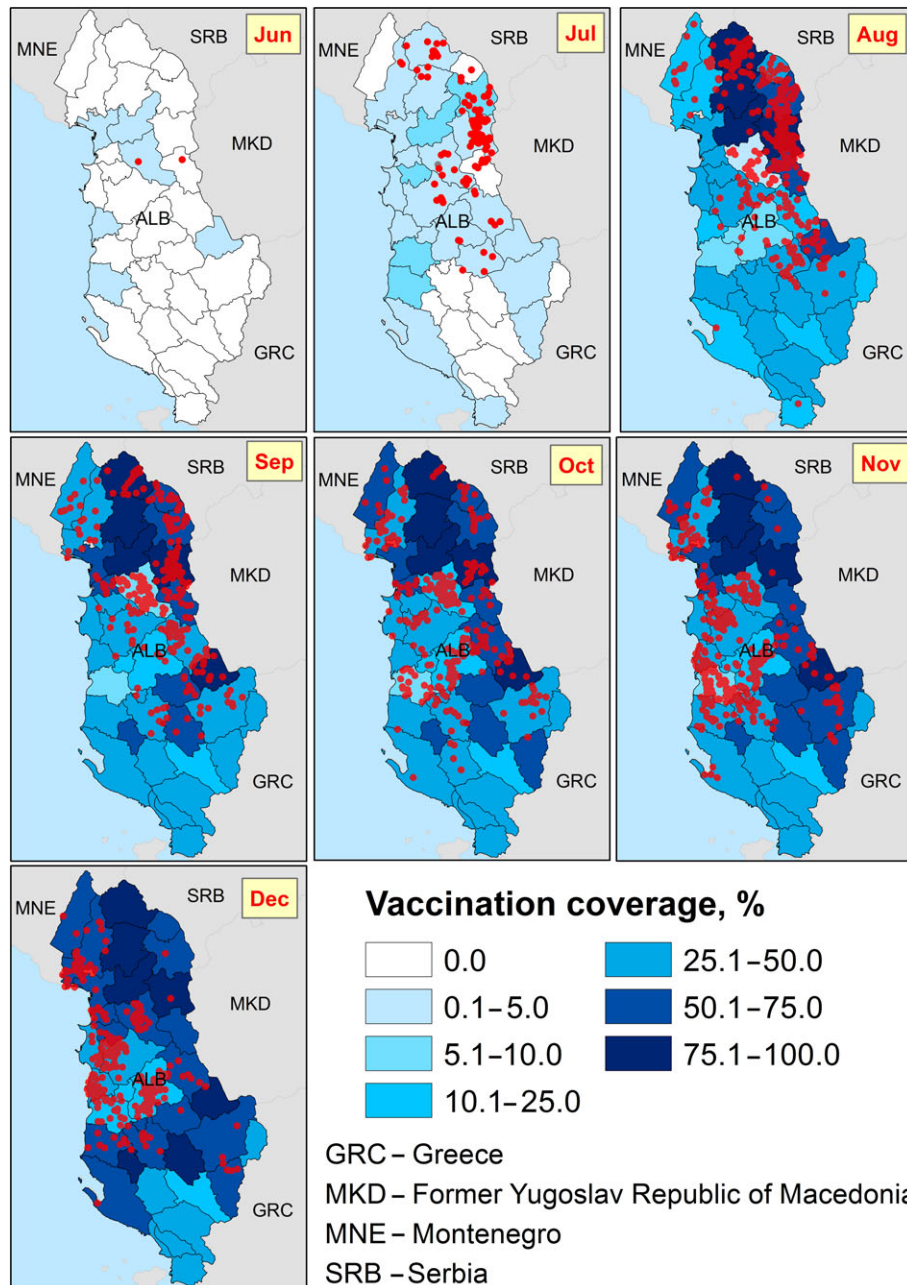 MNE
SRB
Jun
MKD
ALB
GRC
MNE
SRB
Jul
MKD
ALB
GRC
MNE
SRB
Aug
MKD
ALB
GRC
MNE
SRB
Sep
MKD
ALB
GRC
MNE
SRB
Oct
MKD
ALB
GRC
MNE
SRB
Nov
MKD
ALB
GRC
MNE
SRB
Dec
MKD
ALB
GRC
Vaccination coverage, %
0.0
25.1–50.0
0.1–5.0
50.1–75.0
5.1–10.0
75.1–100.0
10.1–25.0
GRC – Greece
MKD – Former Yugoslav Republic of Macedonia
MNE – Montenegro
SRB – Serbia